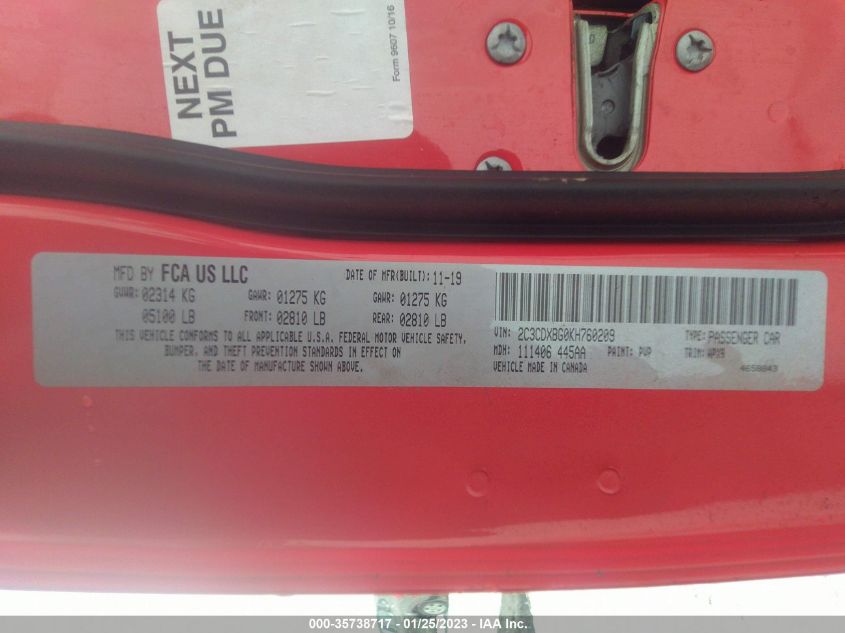 NEXT
PM DUE
Form 9607 10/16
MFD BY FCA US LLC
DATE OF MFR(BUILT): 11-19
GVWR: 02314 KG GAWR: 01275 KG GAWR: 01275 KG
05100 LB FRONT: 02810 LB REAR: 02810 LB
THIS VEHICLE CONFORMS TO ALL APPLICABLE U.S.A. FEDERAL MOTOR VEHICLE SAFETY,
BUMPER, AND THEFT PREVENTION STANDARDS IN EFFECT ON
THE DATE OF MANUFACTURE SHOWN ABOVE.
VIN: 2C3CDXBG0KH760209 TYPE: PASSENGER CAR
MDH: 111406 445AA PAINT: PVP TRIM: APX9
VEHICLE MADE IN CANADA 4658843
000-35738717 - 01/25/2023 - IAA Inc.